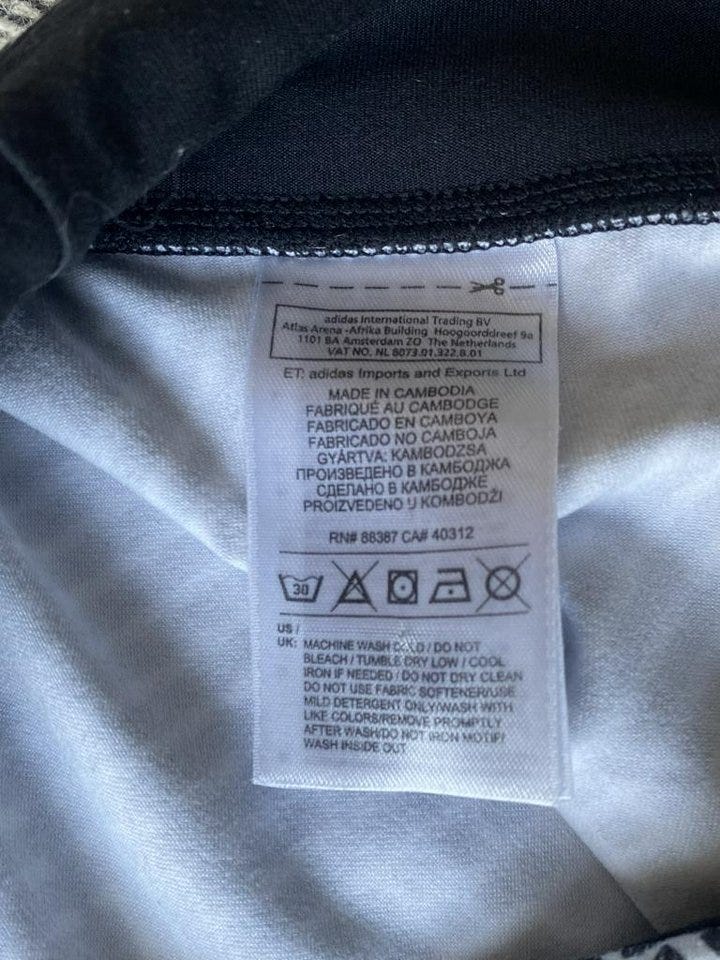 adidas International Trading BV
Atlas Arena -Afrika Building Hoogoorddreef 9a
1101 BA Amsterdam ZO The Netherlands
VAT NO. NL 8073.01.322.B.01
ET: adidas Imports and Exports Ltd
MADE IN CAMBODIA
FABRIQUÉ AU CAMBODGE
FABRICADO EN CAMBOYA
FABRICADO NO CAMBOJA
GYÁRTVA: KAMBODZSA
ПРОИЗВЕДЕНО В КАМБОДЖА
СДЕЛАНО В КАМБОДЖЕ
PROIZVEDENO U KOMBODŽI
RN# 88387 CA# 40312
30
US /
UK: MACHINE WASH COLD / DO NOT
BLEACH / TUMBLE DRY LOW / COOL
IRON IF NEEDED / DO NOT DRY CLEAN
DO NOT USE FABRIC SOFTENER/USE
MILD DETERGENT ONLY/WASH WITH
LIKE COLORS/REMOVE PROMPTLY
AFTER WASH/DO NOT IRON MOTIF/
WASH INSIDE OUT